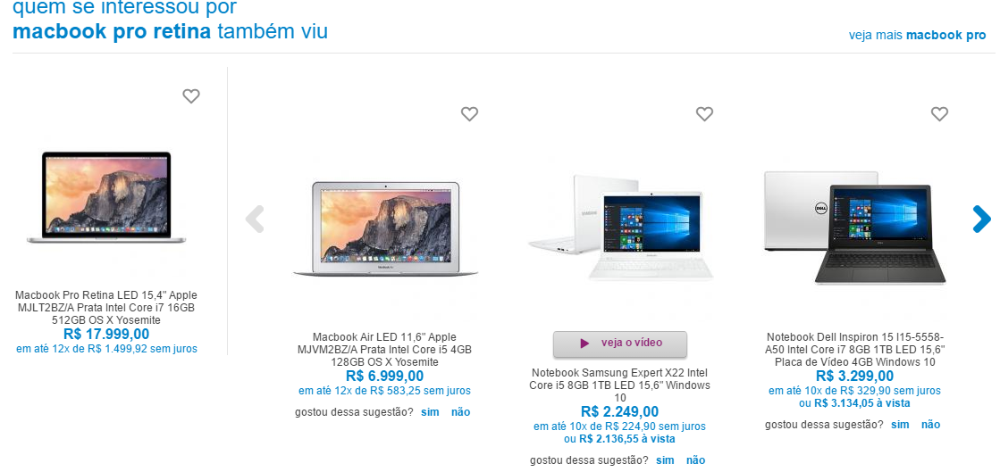 quem se interessou por
macbook pro retina também viu
veja mais macbook pro
Macbook Pro Retina LED 15,4" Apple
MJLT2BZ/A Prata Intel Core i7 16GB
512GB OS X Yosemite
R$ 17.999,00
em até 12x de R$ 1.499,92 sem juros
Macbook Air LED 11,6" Apple
MJVM2BZ/A Prata Intel Core i5 4GB
128GB OS X Yosemite
R$ 6.999,00
em até 12x de R$ 583,25 sem juros
gostou dessa sugestão? sim não
SAMSUNG
veja o vídeo
Notebook Samsung Expert X22 Intel
Core i5 8GB 1TB LED 15,6" Windows
10
R$ 2.249,00
em até 10x de R$ 224,90 sem juros
ou R$ 2.136,55 à vista
gostou dessa sugestão? sim não
DELL
Notebook Dell Inspiron 15 I15-5558-
A50 Intel Core i7 8GB 1TB LED 15,6"
Placa de Vídeo 4GB Windows 10
R$ 3.299,00
em até 10x de R$ 329,90 sem juros
ou R$ 3.134,05 à vista
gostou dessa sugestão? sim não